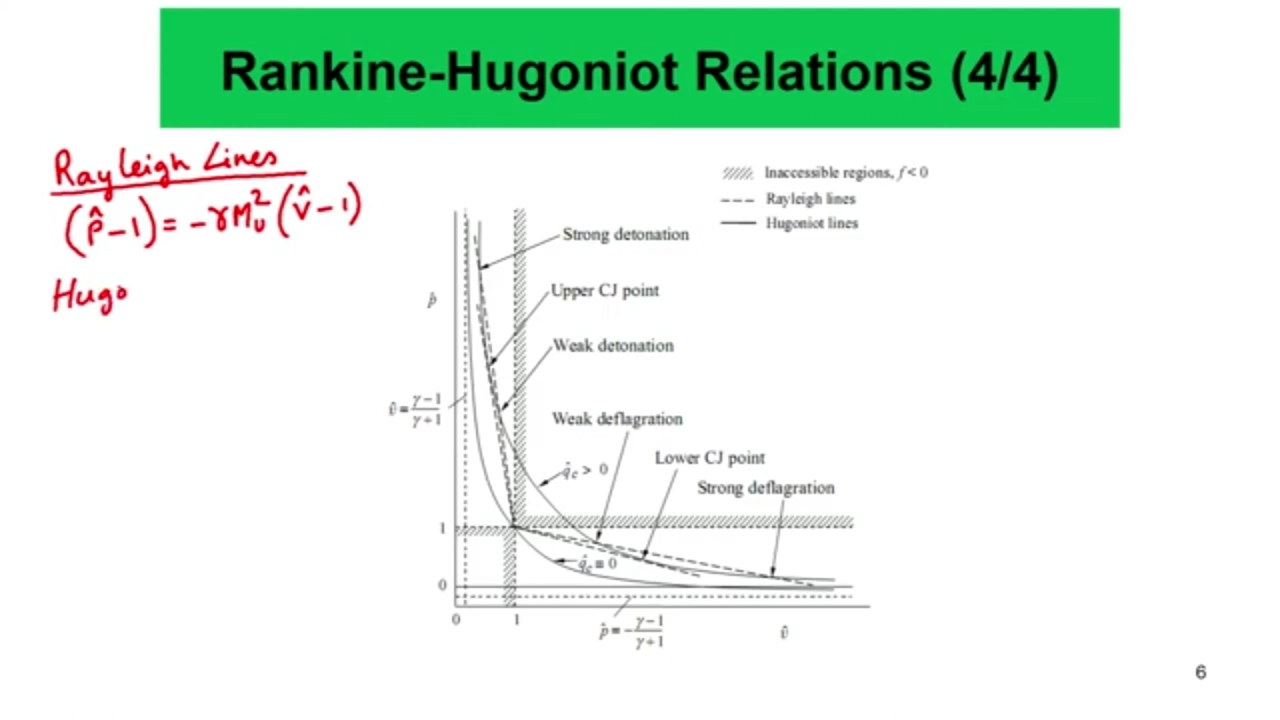 Rankine-Hugoniot Relations (4/4)
Rayleigh Lines
(p̂-1) = -γM_u^2 (v̂-1)
Hugo
Inaccessible regions, f < 0
Rayleigh lines
Hugoniot lines
Strong detonation
Upper CJ point
Weak detonation
p̂
v̂ = γ-1/γ+1
Weak deflagration
q̂_c > 0
Lower CJ point
Strong deflagration
1
q̂_c = 0
0
0
1
p̂ = - γ-1/γ+1
v̂
6